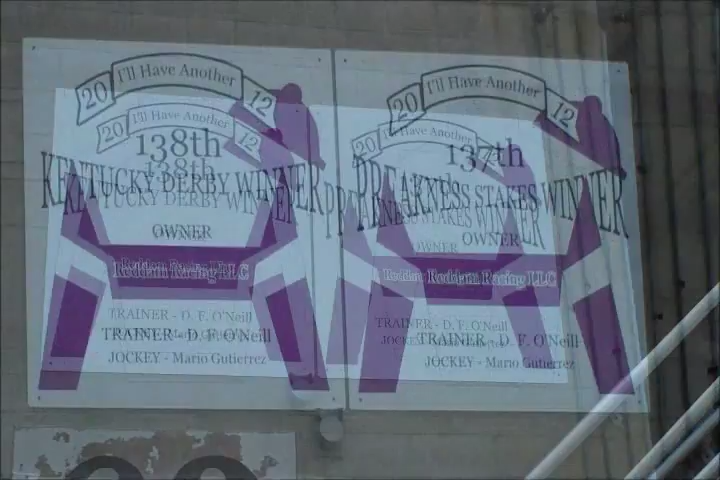 20 I'll Have Another 12
138th
KENTUCKY DERBY WINNER
OWNER
Reddam Racing LLC
TRAINER - D. F. O'Neill
JOCKEY - Mario Gutierrez
20 I'll Have Another 12
137th
PREAKNESS STAKES WINNER
OWNER
Reddam Racing LLC
TRAINER - D. F. O'Neill
JOCKEY - Mario Gutierrez